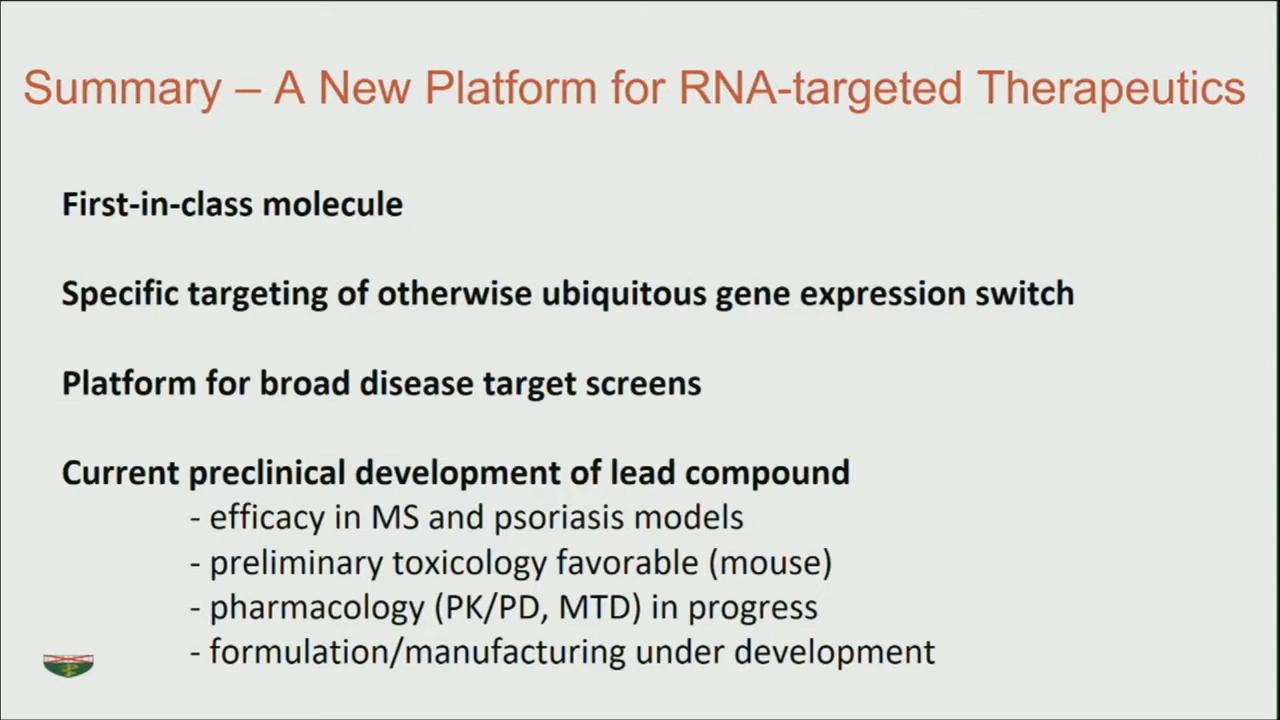 Summary – A New Platform for RNA-targeted Therapeutics
First-in-class molecule
Specific targeting of otherwise ubiquitous gene expression switch
Platform for broad disease target screens
Current preclinical development of lead compound
- efficacy in MS and psoriasis models
- preliminary toxicology favorable (mouse)
- pharmacology (PK/PD, MTD) in progress
- formulation/manufacturing under development